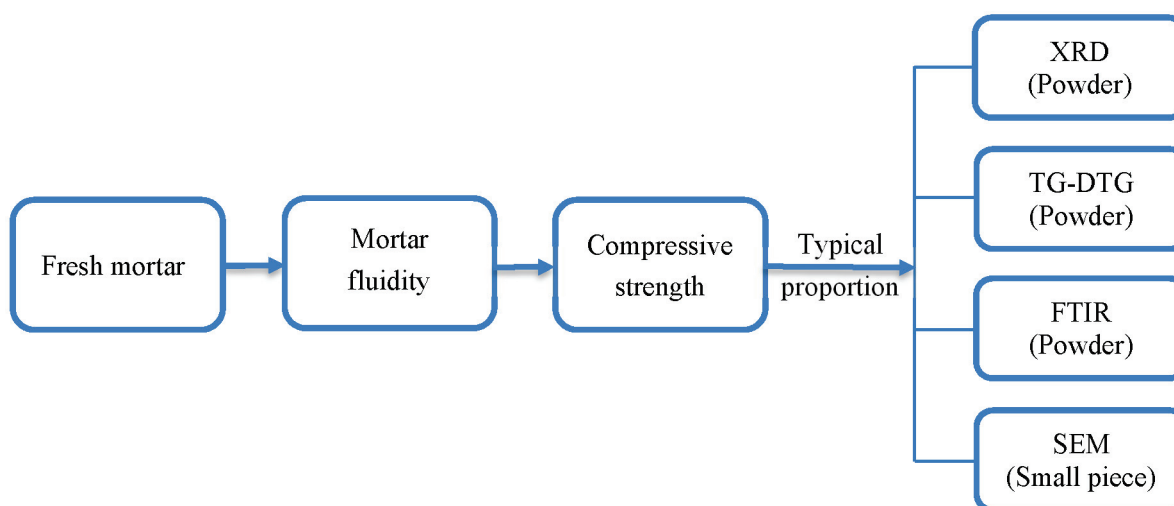 Fresh mortar
Mortar
fluidity
Compressive
strength
Typical
proportion
XRD
(Powder)
TG-DTG
(Powder)
FTIR
(Powder)
SEM
(Small piece)